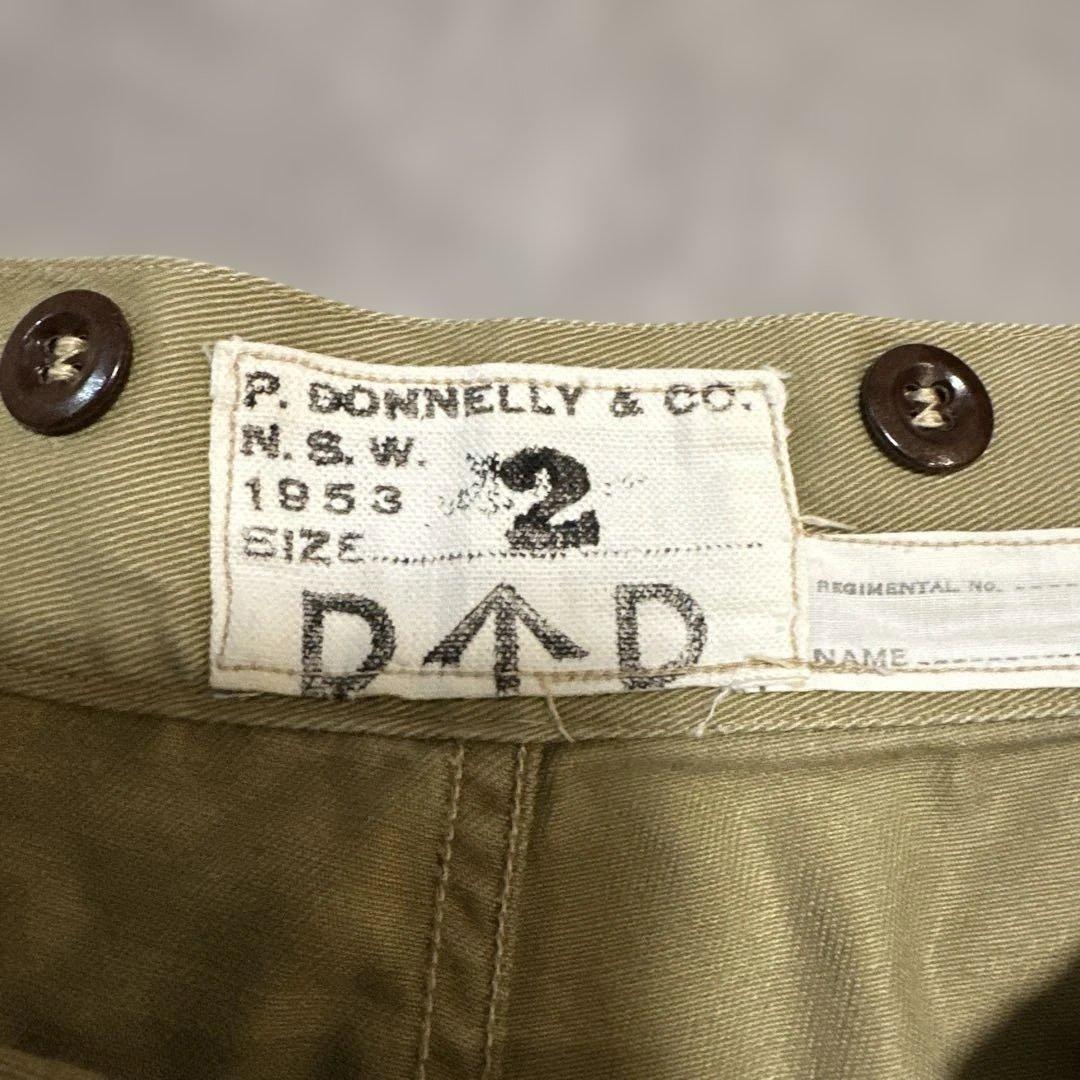 P. DONNELLY & CO.
N. S. W.
1953
SIZE 2
D ↑ D
REGIMENTAL No.
NAME